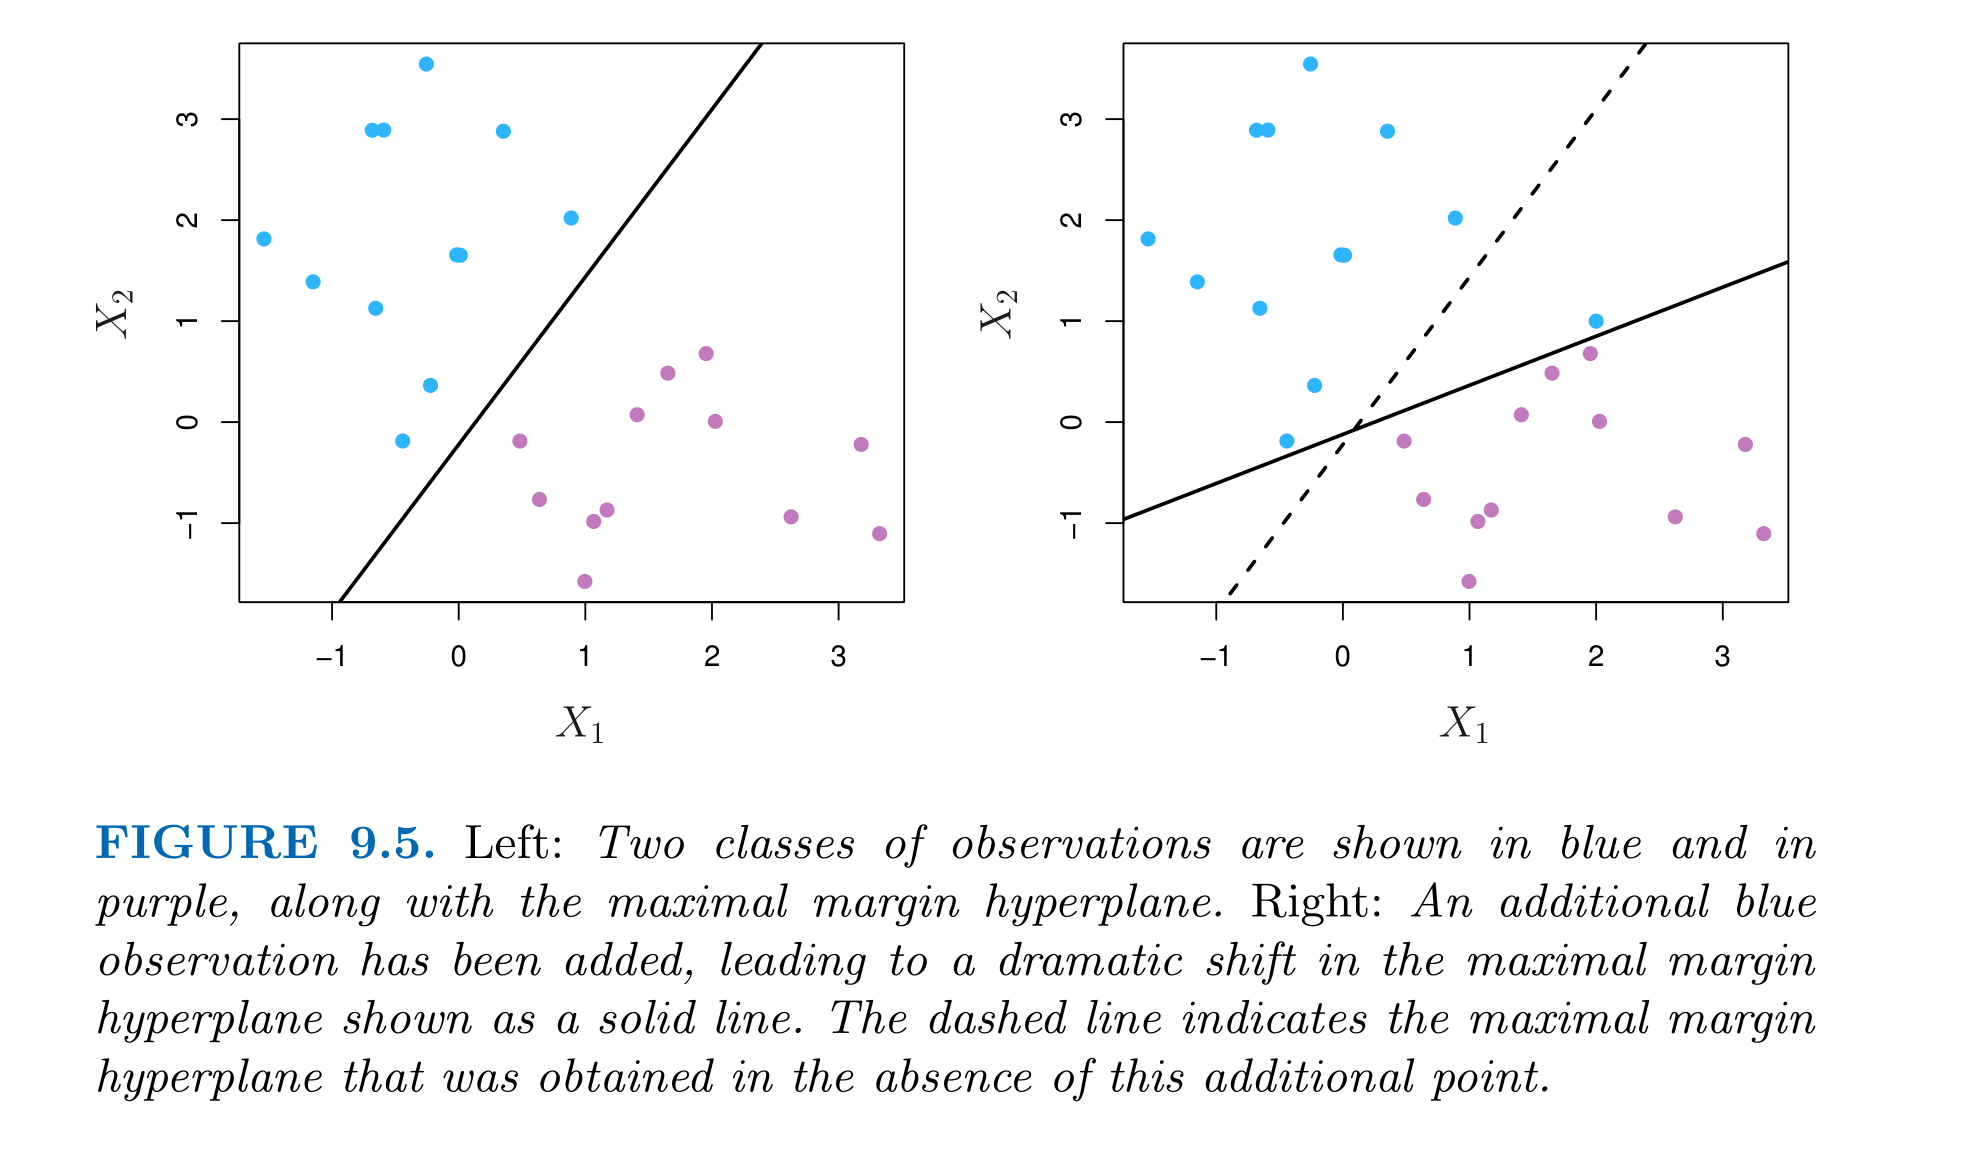 3
2
1
0
−1
X2
−1 0 1 2 3
X1
3
2
1
0
−1
X2
−1 0 1 2 3
X1
FIGURE 9.5. Left: Two classes of observations are shown in blue and in
purple, along with the maximal margin hyperplane. Right: An additional blue
observation has been added, leading to a dramatic shift in the maximal margin
hyperplane shown as a solid line. The dashed line indicates the maximal margin
hyperplane that was obtained in the absence of this additional point.